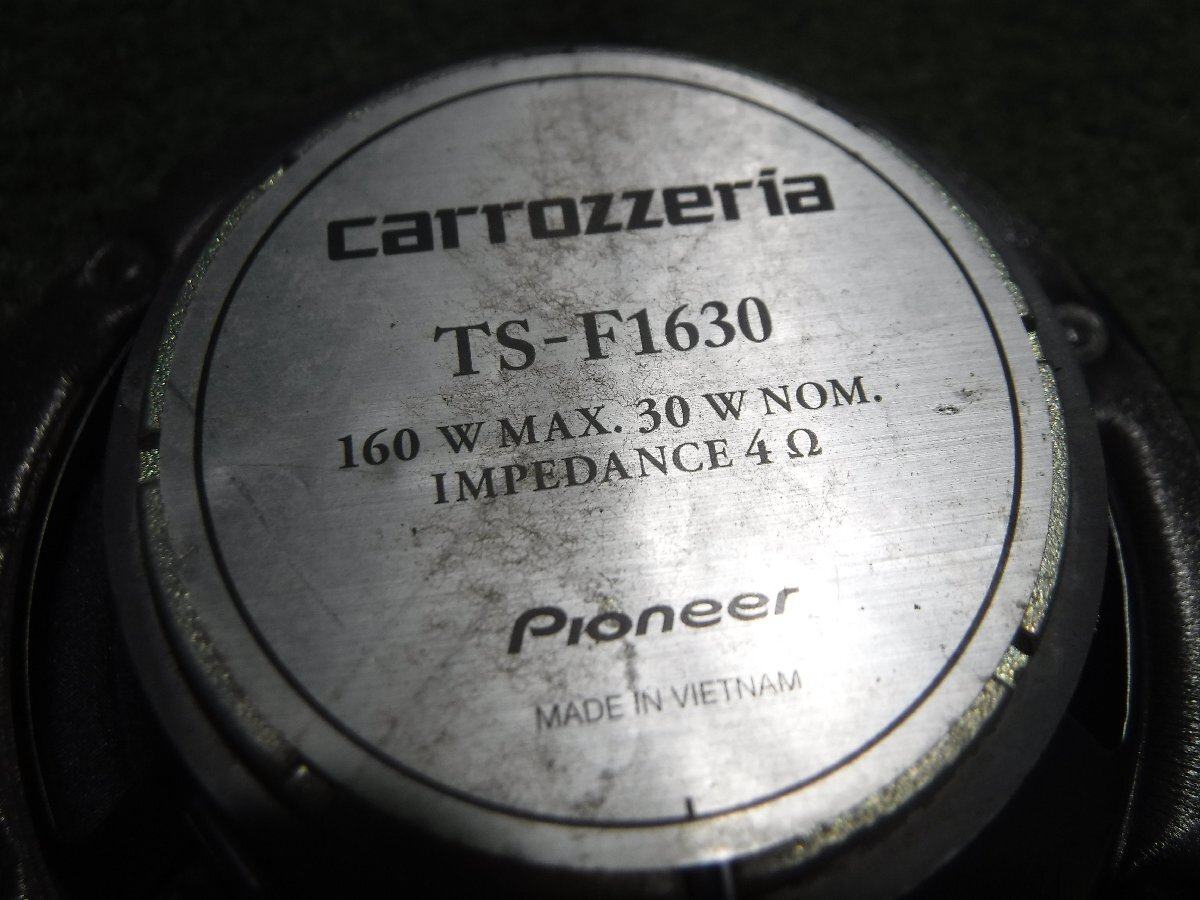 carrozzeria
TS-F1630
160 W MAX. 30 W NOM.
IMPEDANCE 4 Ω
Pioneer
MADE IN VIETNAM